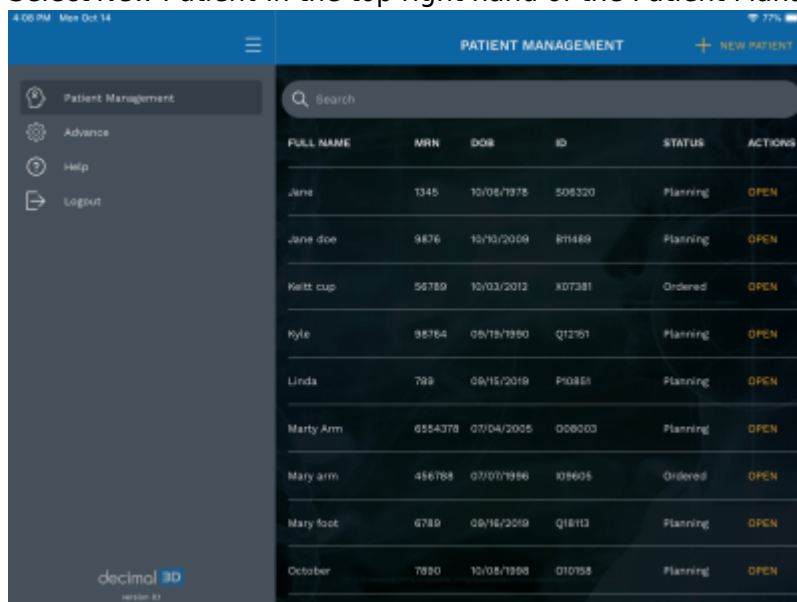 Select New Patient in the top right hand of the Patient
4:08 PM Mon Oct 14
77%
PATIENT MANAGEMENT
NEW PATIENT
Patient Management
Advance
Help
Logout
Search
FULL NAME MRN DOB ID STATUS ACTIONS
Jane 1345 10/06/1978 S06320 Planning OPEN
Jane doe 9876 10/10/2009 B11489 Planning OPEN
Keitt cup 56789 10/03/2012 X07381 Ordered OPEN
Kyle 98764 09/19/1990 Q12151 Planning OPEN
Linda 789 09/15/2019 P10851 Planning OPEN
Marty Arm 6554378 07/04/2005 O08003 Planning OPEN
Mary arm 456788 07/07/1996 I09605 Ordered OPEN
Mary foot 6789 09/16/2019 Q18113 Planning OPEN
October 7890 10/08/1998 O10158 Planning OPEN
decimal 3D